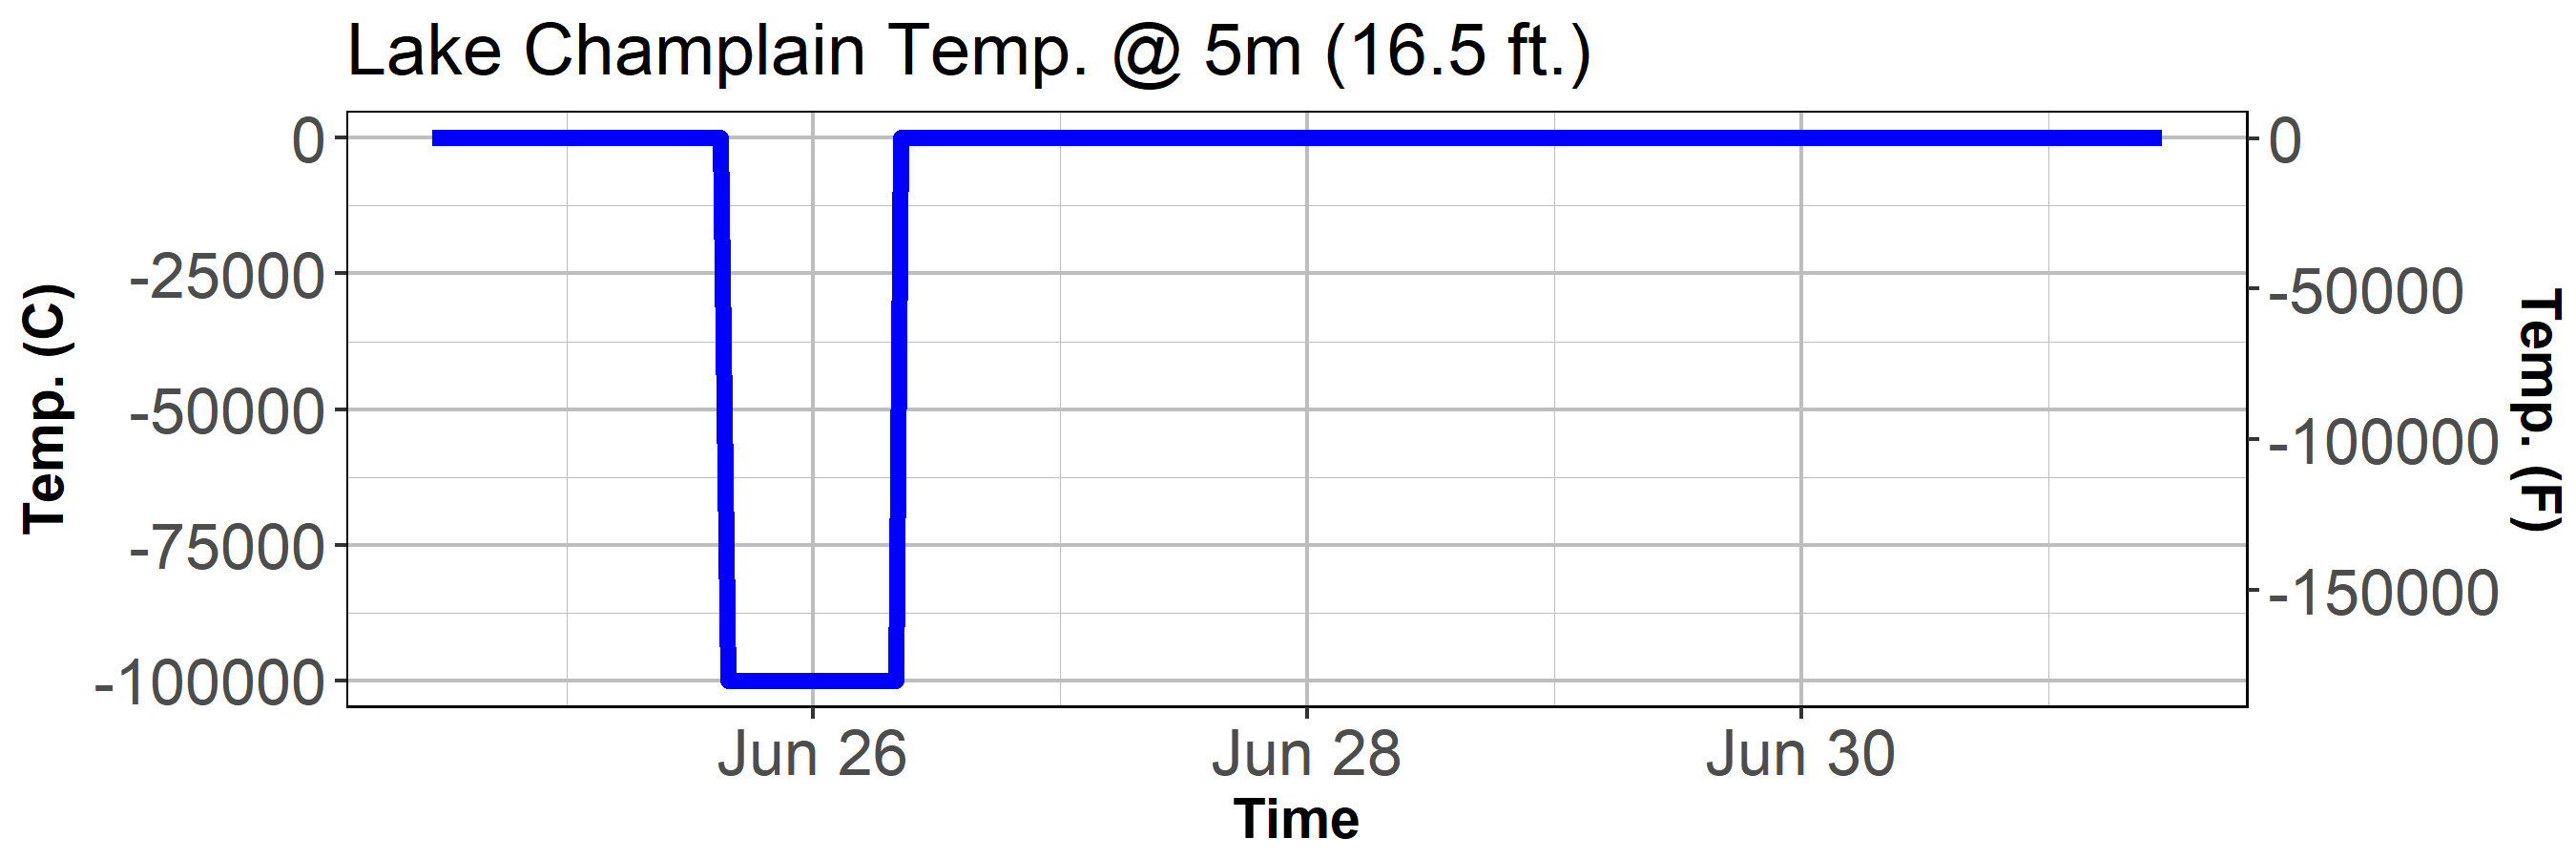 Lake Champlain Temp. @ 5m (16.5 ft.)
0
-25000
-50000
-75000
-100000
Temp. (C)
0
-50000
-100000
-150000
Temp. (F)
Jun 26
Jun 28
Jun 30
Time